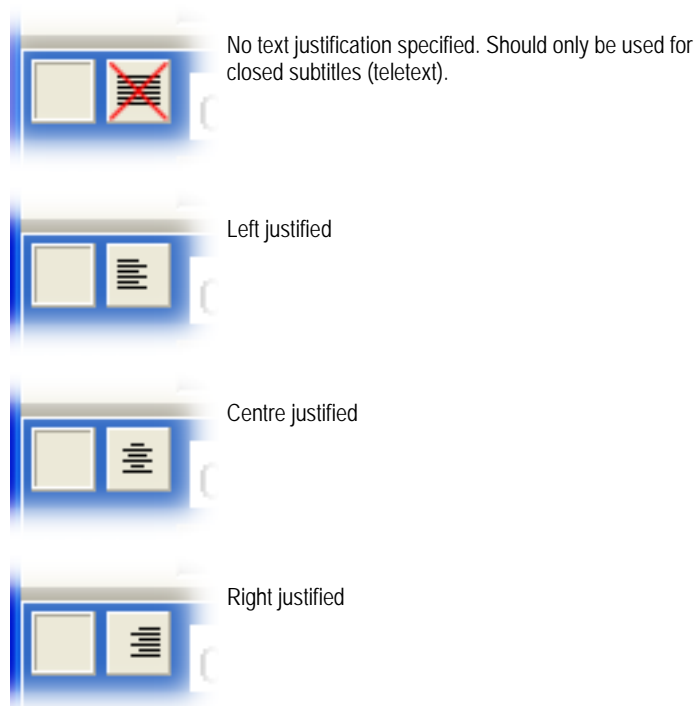 No text justification specified. Should only be used for
closed subtitles (teletext).
Left justified
Centre justified
Right justified